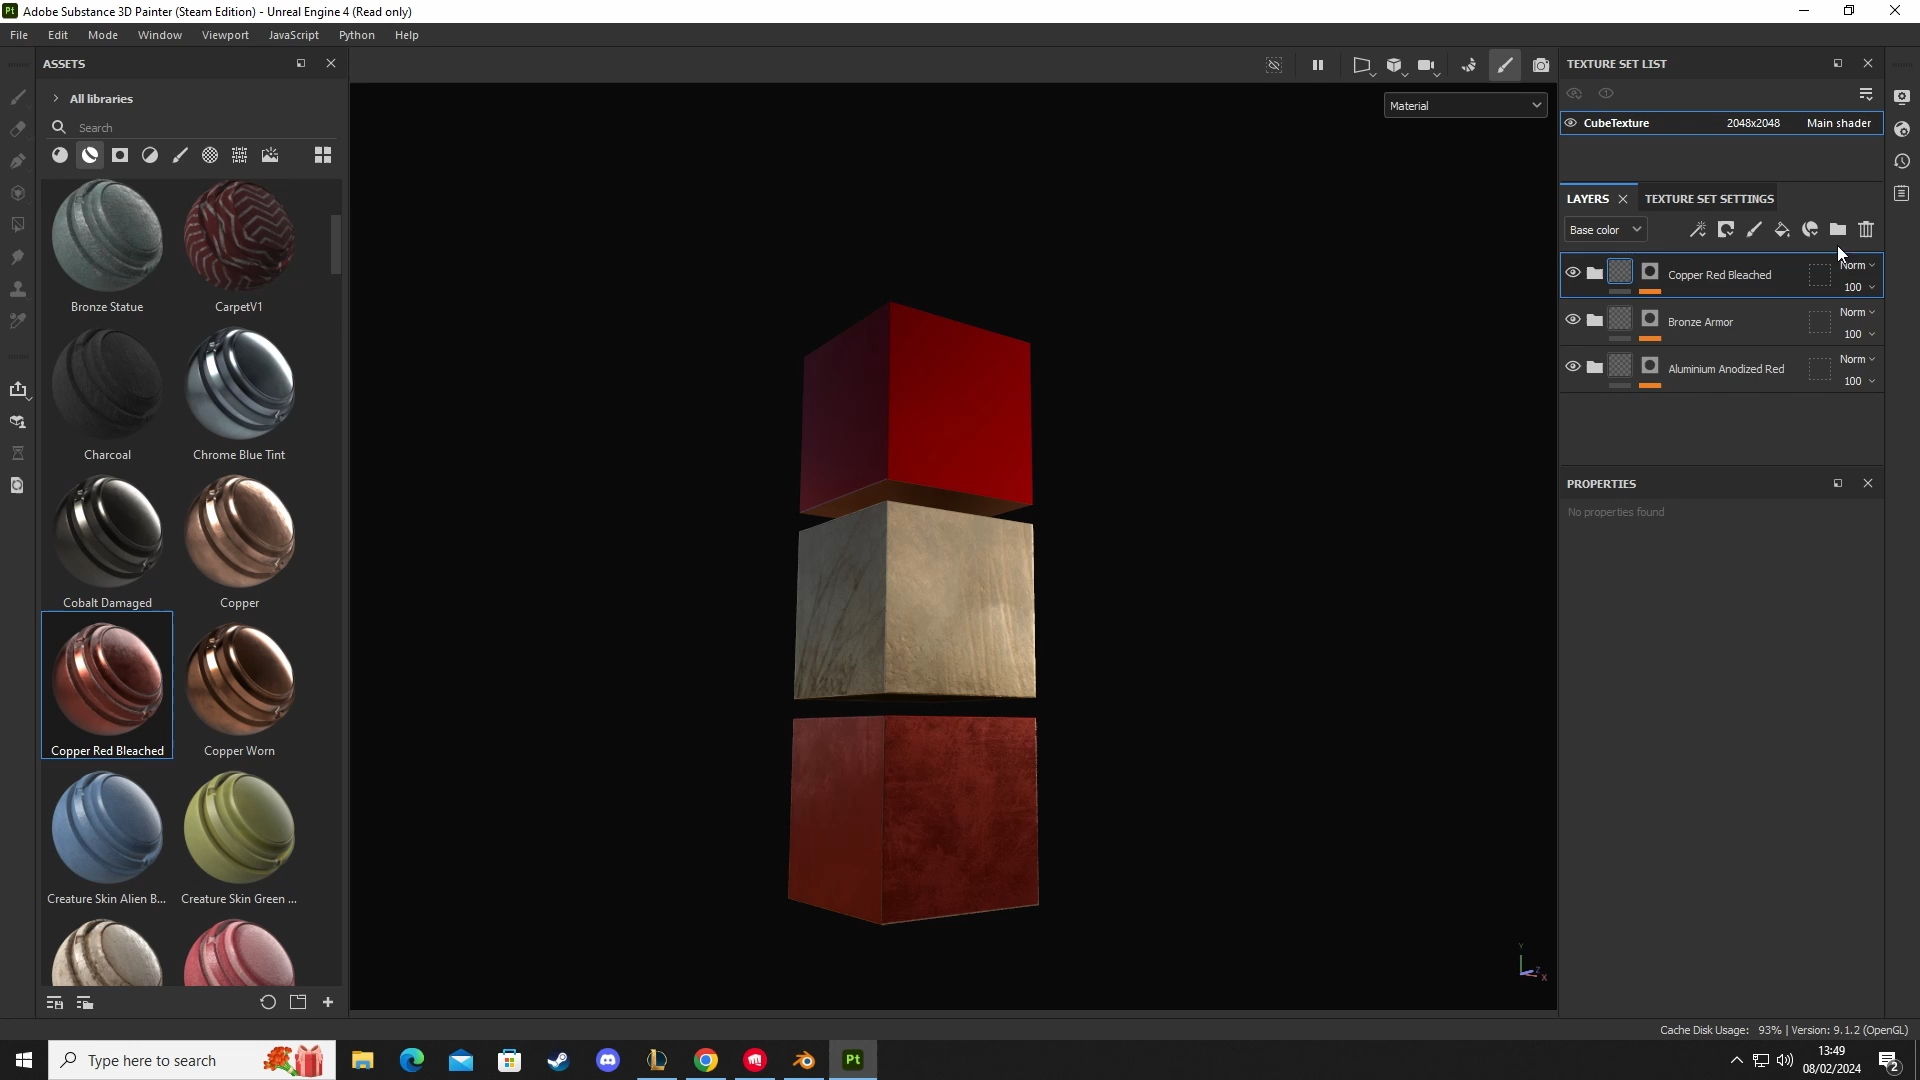 Pt Adobe Substance 3D Painter (Steam Edition) - Unreal Engine 4 (Read only)
File Edit Mode Window Viewport JavaScript Python Help
ASSETS
All libraries
Search
Bronze Statue CarpetV1
Charcoal Chrome Blue Tint
Cobalt Damaged Copper
Copper Red Bleached Copper Worn
Creature Skin Alien B... Creature Skin Green ...
Material
Y
Z
X
TEXTURE SET LIST
CubeTexture 2048x2048 Main shader
LAYERS TEXTURE SET SETTINGS
Base color
Copper Red Bleached Norm
100
Bronze Armor Norm
100
Aluminium Anodized Red Norm
100
PROPERTIES
No properties found
Cache Disk Usage: 93% | Version: 9.1.2 (OpenGL)
Type here to search
Pt
13:49
08/02/2024
2